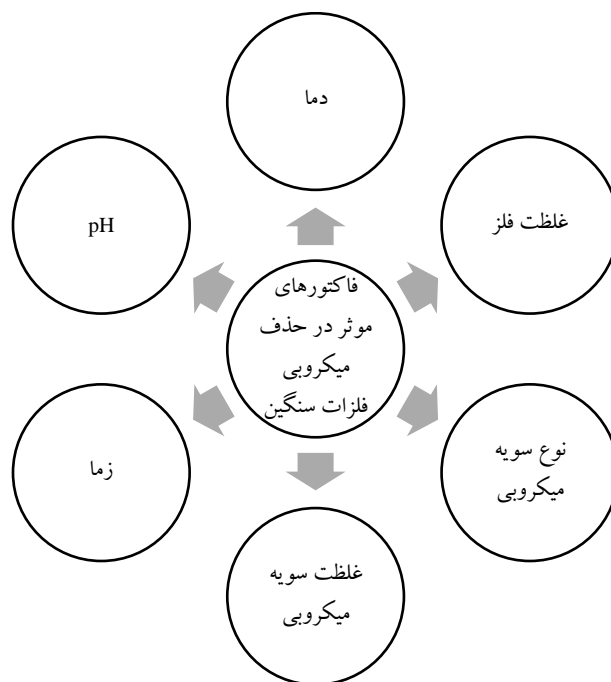 دما
غلظت فلز
pH
فاکتورهای
موثر در حذف
میکروبی
فلزات سنگین
نوع سویه
میکروبی
زما
غلظت سویه
میکروبی